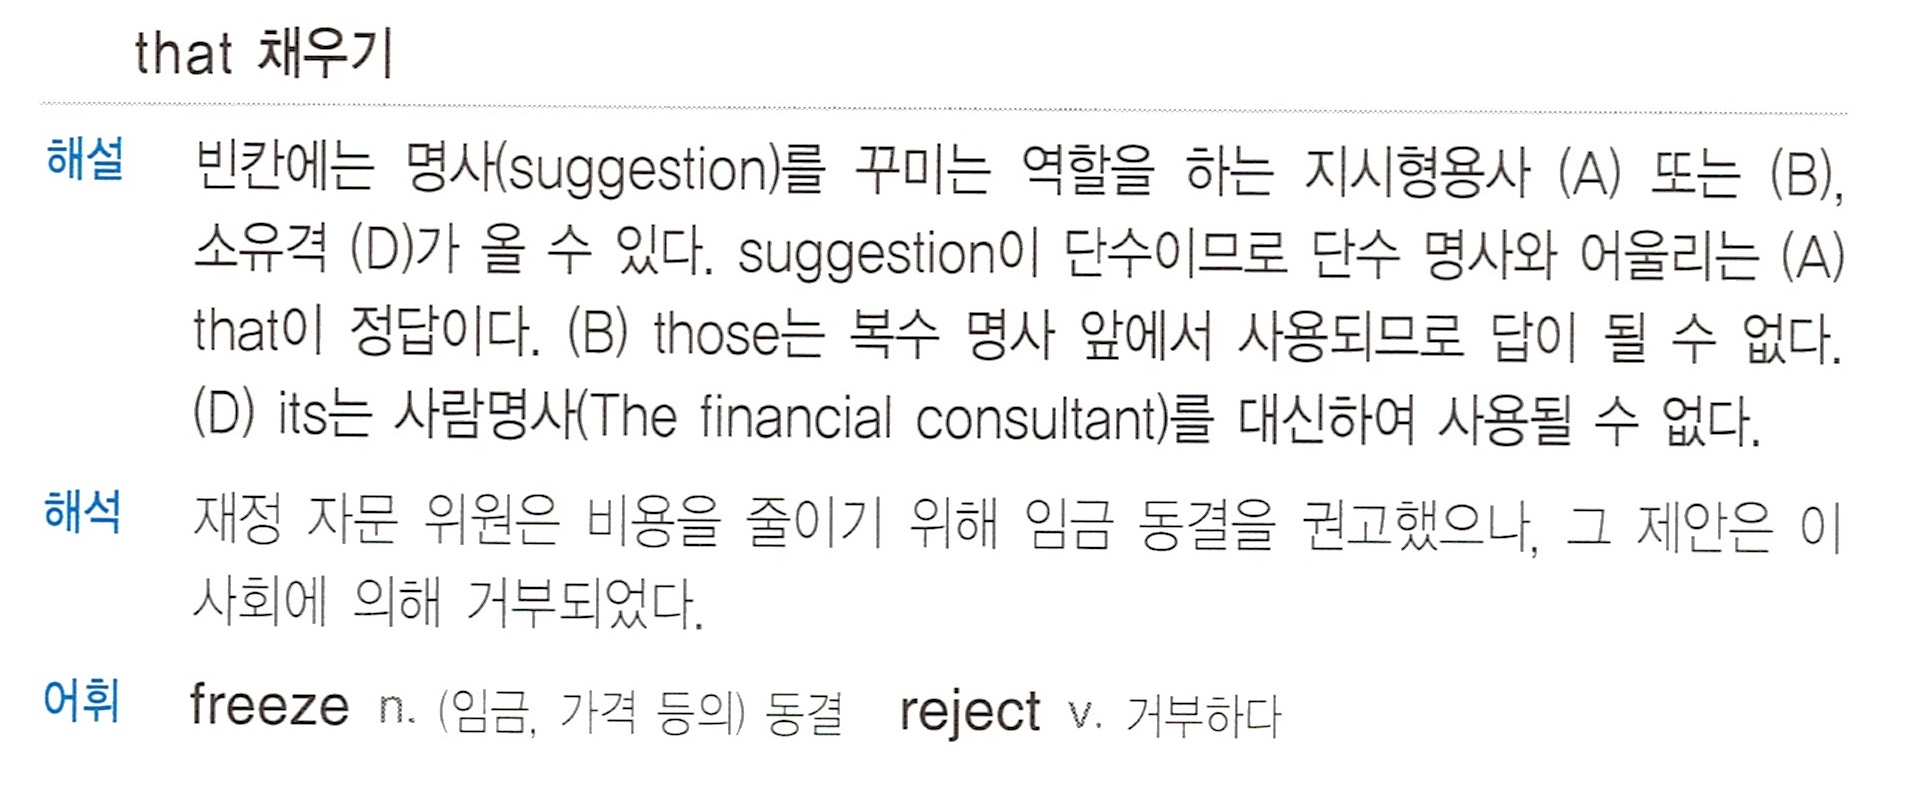 that 채우기
해설 빈칸에는 명사(suggestion)를 꾸미는 역할을 하는 지시형용사 (A) 또는 (B),
소유격 (D)가 올 수 있다. suggestion이 단수이므로 단수 명사와 어울리는 (A)
that이 정답이다. (B) those는 복수 명사 앞에서 사용되므로 답이 될 수 없다.
(D) its는 사람명사(The financial consultant)를 대신하여 사용될 수 없다.
해석 재정 자문 위원은 비용을 줄이기 위해 임금 동결을 권고했으나, 그 제안은 이
사회에 의해 거부되었다.
어휘 freeze n. (임금, 가격 등의) 동결 reject v. 거부하다